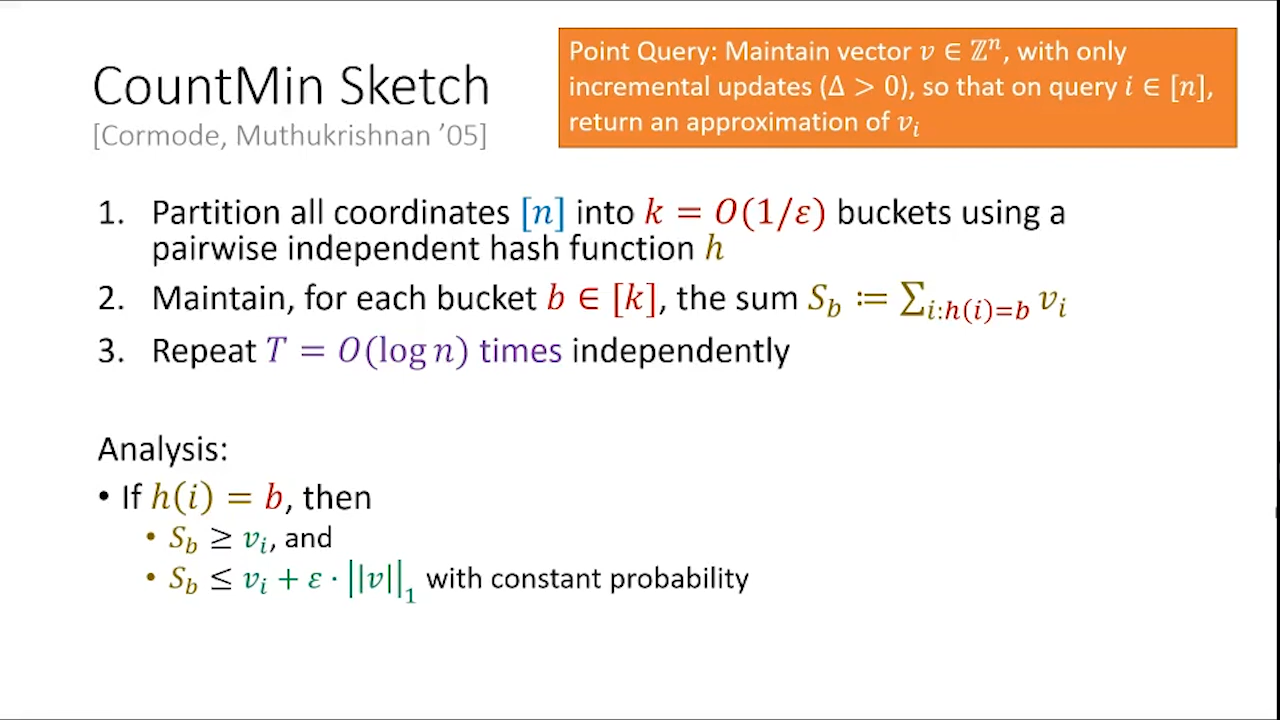 CountMin Sketch
[Cormode, Muthukrishnan ’05]
Point Query: Maintain vector 𝑣 ∈ ℤⁿ, with only
incremental updates (Δ > 0), so that on query 𝑖 ∈ [𝑛],
return an approximation of 𝑣ᵢ
1. Partition all coordinates [𝑛] into 𝑘 = 𝑂(1/𝜀) buckets using a
pairwise independent hash function ℎ
2. Maintain, for each bucket 𝑏 ∈ [𝑘], the sum 𝑆_𝑏 ≔ ∑_{𝑖:ℎ(𝑖)=𝑏} 𝑣ᵢ
3. Repeat 𝑇 = 𝑂(log 𝑛) times independently
Analysis:
• If ℎ(𝑖) = 𝑏, then
• 𝑆_𝑏 ≥ 𝑣ᵢ, and
• 𝑆_𝑏 ≤ 𝑣ᵢ + 𝜀 · ||𝑣||₁ with constant probability